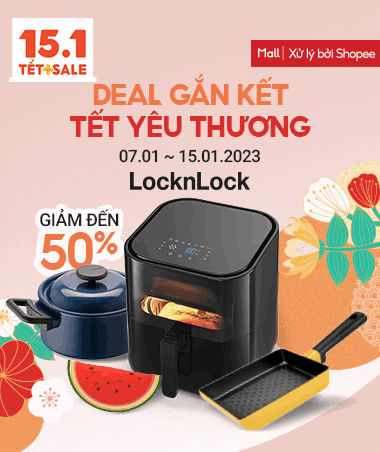 15.1
TẾT SALE
Mall | Xử lý bởi Shopee
DEAL GẮN KẾT
TẾT YÊU THƯƠNG
07.01 ~ 15.01.2023
LocknLock
GIẢM ĐẾN
50%